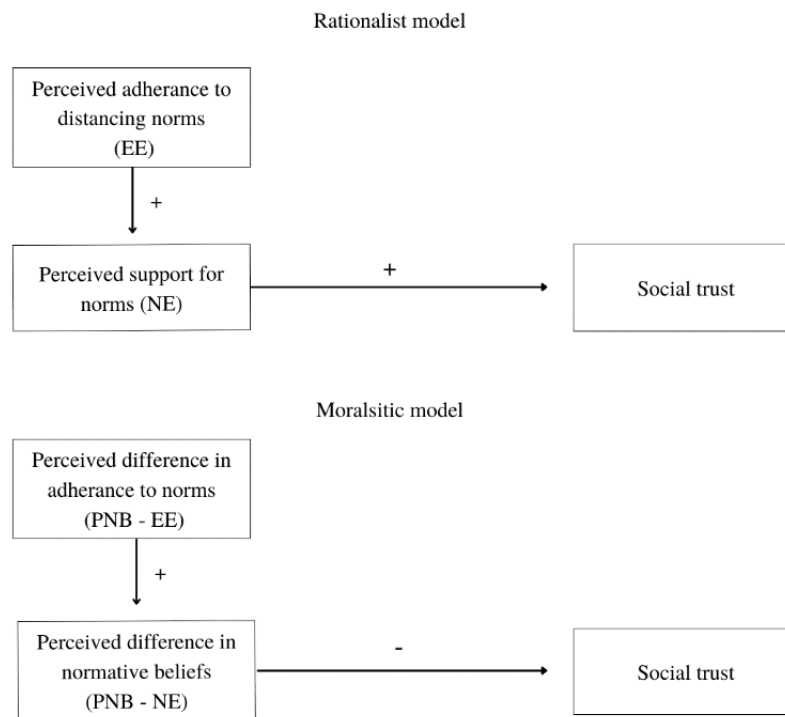 Rationalist model
Perceived adherance to
distancing norms
(EE)
+
Perceived support for
norms (NE)
+
Social trust
Moralsitic model
Perceived difference in
adherance to norms
(PNB - EE)
+
Perceived difference in
normative beliefs
(PNB - NE)
-
Social trust